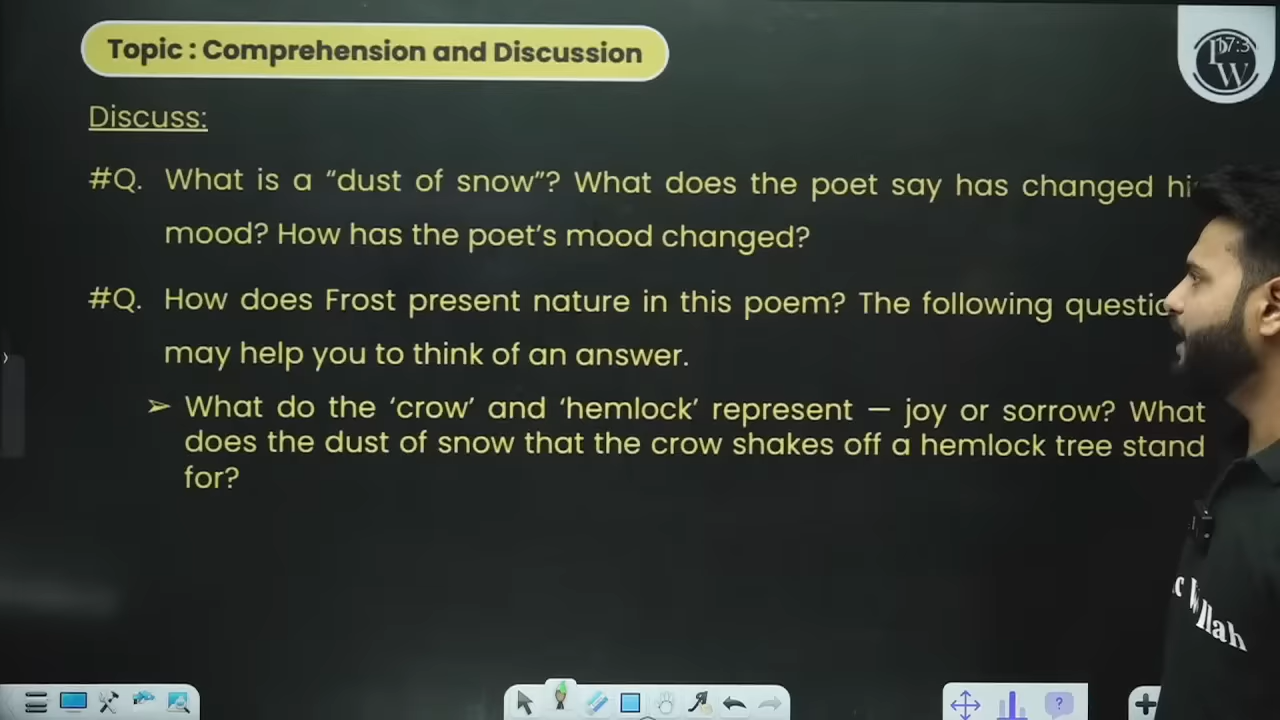 Topic : Comprehension and Discussion
17:3
W
Discuss:
#Q. What is a “dust of snow”? What does the poet say has changed
mood? How has the poet’s mood changed?
#Q. How does Frost present nature in this poem? The following
may help you to think of an answer.
➢ What do the ‘crow’ and ‘hemlock’ represent – joy or sorrow? What
does the dust of snow that the crow shakes off a hemlock tree stand
for?